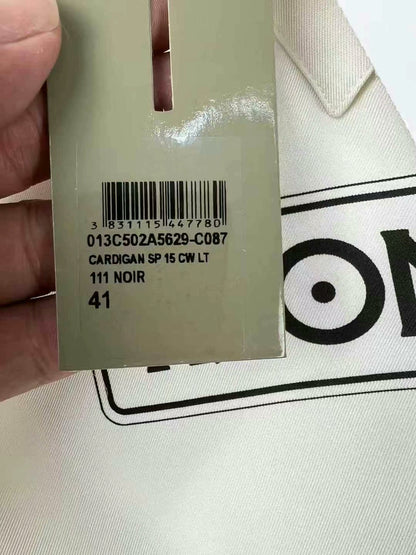 3 831115 447780
013C502A5629-C087
CARDIGAN SP 15 CW LT
111 NOIR
41